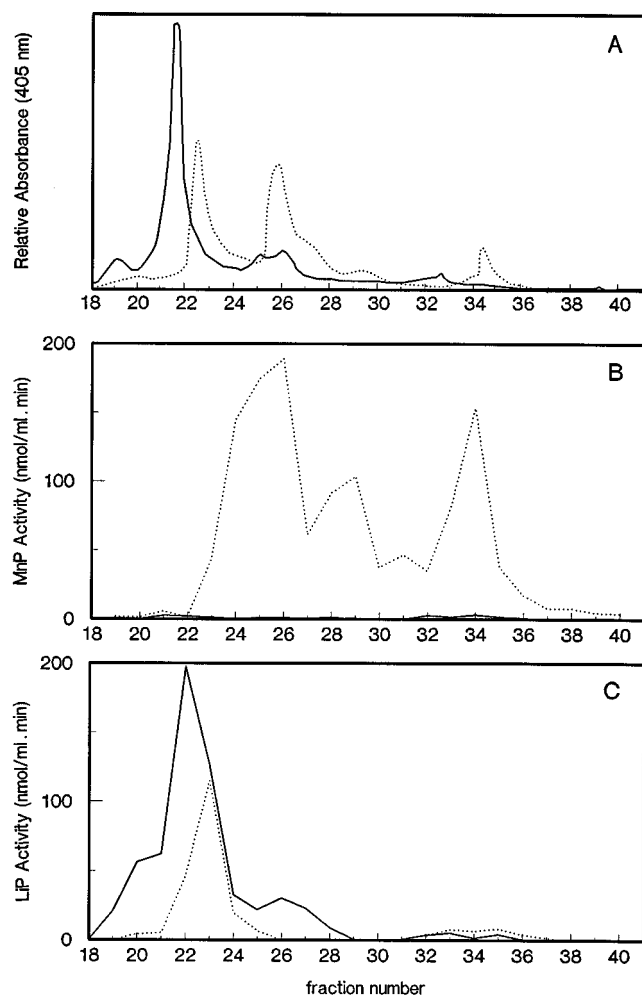 A
Relative Absorbance (405 nm)
18 20 22 24 26 28 30 32 34 36 38 40
B
MnP Activity (nmol/ml. min)
200
100
0
18 20 22 24 26 28 30 32 34 36 38 40
C
LiP Activity (nmol/ml. min)
200
100
0
18 20 22 24 26 28 30 32 34 36 38 40
fraction number